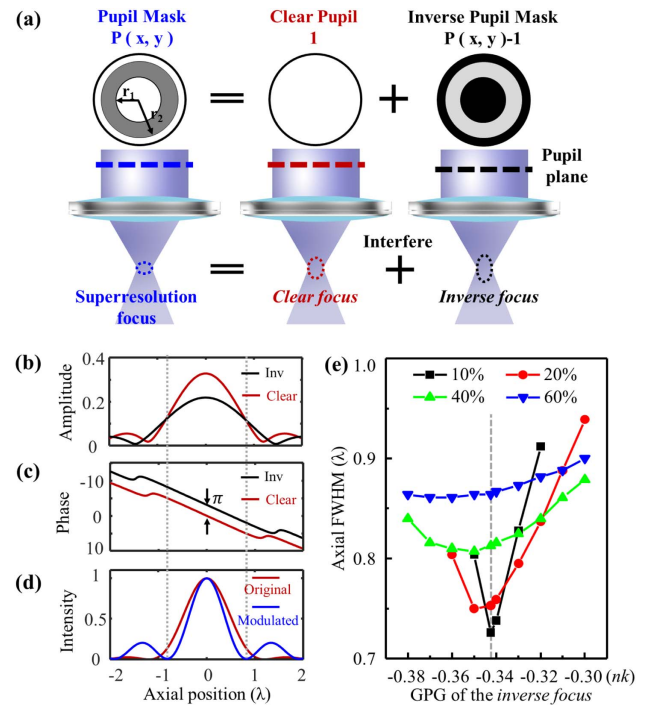 (a)
Pupil Mask
P ( x, y )
Clear Pupil
1
Inverse Pupil Mask
P ( x, y )-1
r1
r2
=
+
Pupil
plane
Interfere
=
+
Superresolution
focus
Clear focus
Inverse focus
(b)
Amplitude
0.4
0.2
0
Inv
Clear
(c)
Phase
-10
0
10
Inv
Clear
π
(d)
Intensity
1
0.5
0
Original
Modulated
-2 -1 0 1 2
Axial position (λ)
(e)
Axial FWHM (λ)
1.0
0.9
0.8
0.7
10% 20%
40% 60%
-0.38 -0.36 -0.34 -0.32 -0.30 (nk)
GPG of the inverse focus